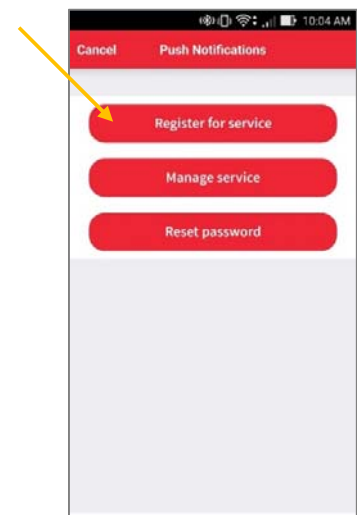 10:04 AM
Cancel Push Notifications
Register for service
Manage service
Reset password